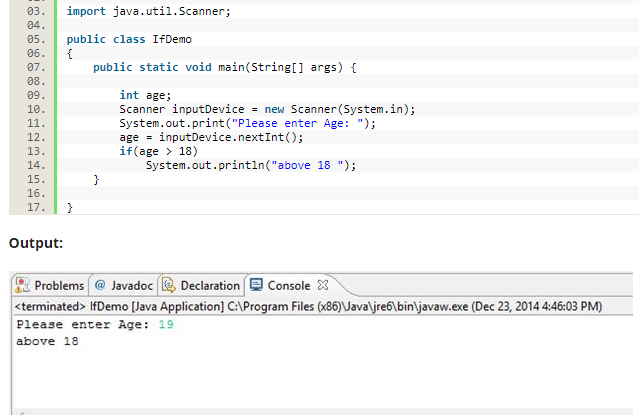 03. import java.util.Scanner;
04.
05. public class IfDemo
06. {
07. public static void main(String[] args) {
08.
09. int age;
10. Scanner inputDevice = new Scanner(System.in);
11. System.out.print("Please enter Age: ");
12. age = inputDevice.nextInt();
13. if(age > 18)
14. System.out.println("above 18 ");
15. }
16.
17. }
Output:
Problems @ Javadoc Declaration Console
<terminated> IfDemo [Java Application] C:\Program Files (x86)\Java\jre6\bin\javaw.exe (Dec 23, 2014 4:46:03 PM)
Please enter Age: 19
above 18